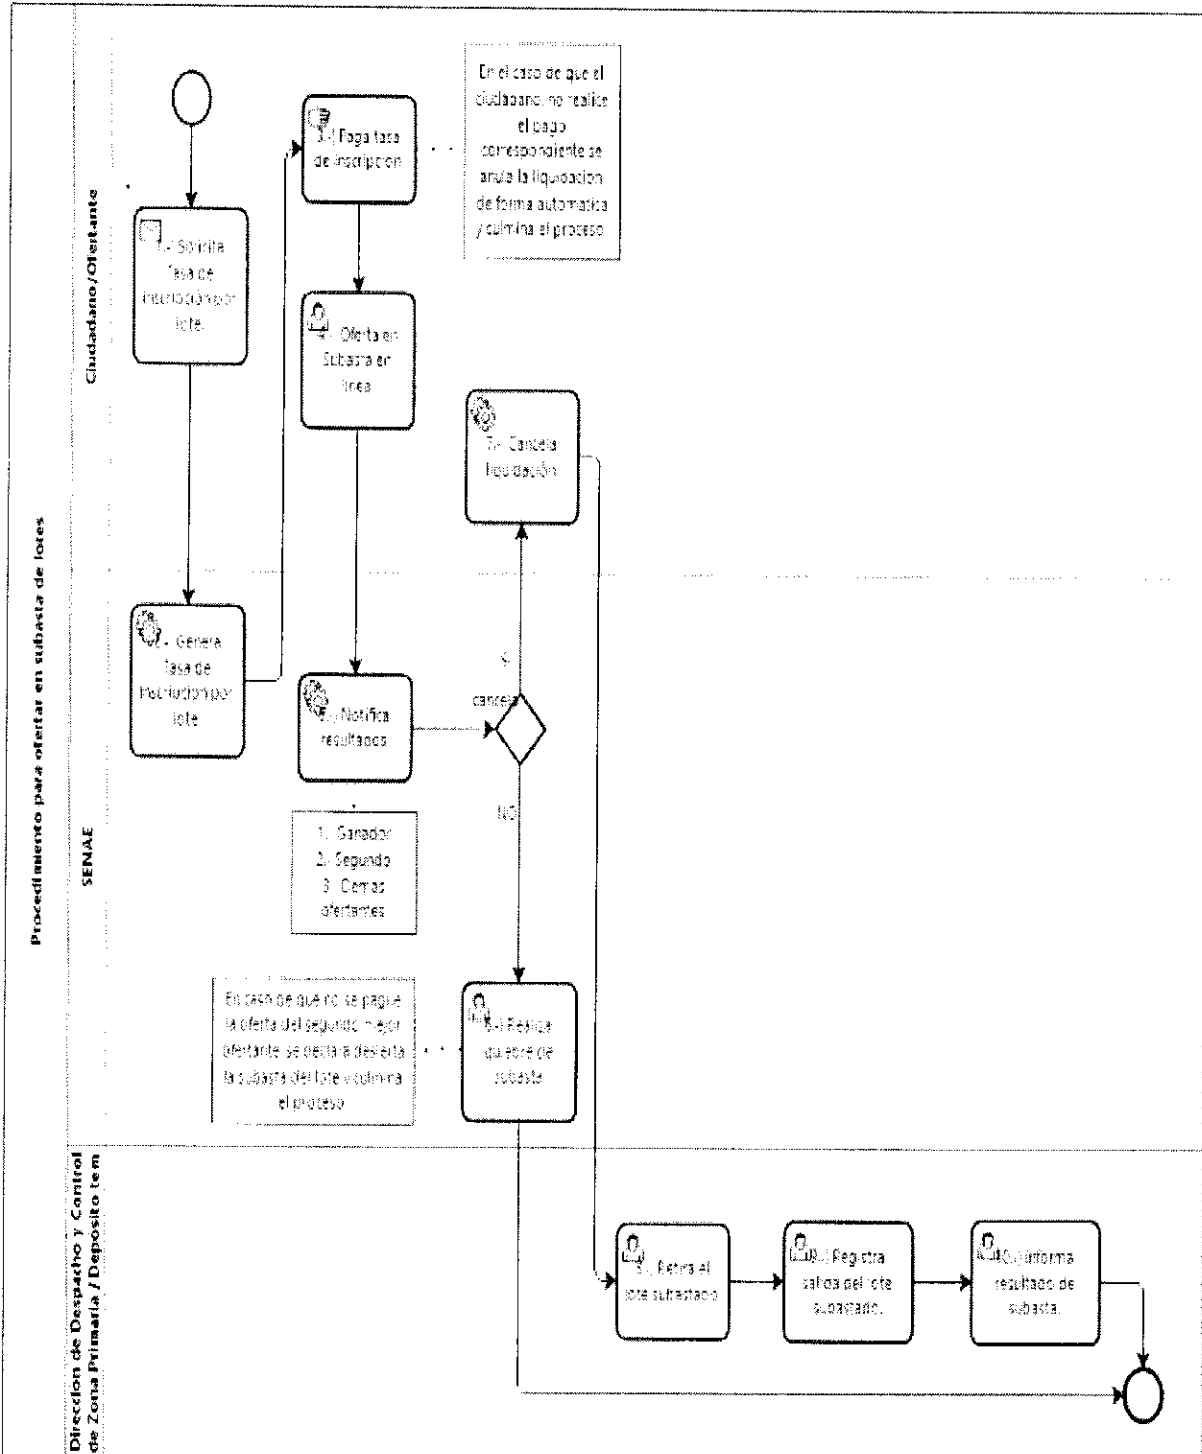 Procedimiento para ofertar en subasta de lotes
Ciudadano/Ofertante
1.- Solicita
Tasa de
inscripción por
lote.
3.-| Paga tasa
de inscripcion
En el caso de que el
ciudadano, no realice
el pago
correspondiente se
anula la liquidacion
de forma automatica
/ culmina el proceso
4.- Oferta en
Subasta en
linea
7.- Cancela
liquidación
SENAE
2.- Genera
Tasa de
inscripcion por
lote
5.- Notifica
resultados
cancela
NO
1. Ganador
2.- Segundo
3. Demas
ofertantes
En caso de que no se pague
la oferta del segundo mejor
ofertante se declara desierta
la subasta del lote y culmina
el proceso
Realiza
quiebre de
subasta
Direccion de Despacho y Control
de Zona Primaria / Deposito tem
Retira el
lote subastado
Registra
salida del lote
subastado.
10.-| Informa
resultado de
subasta.